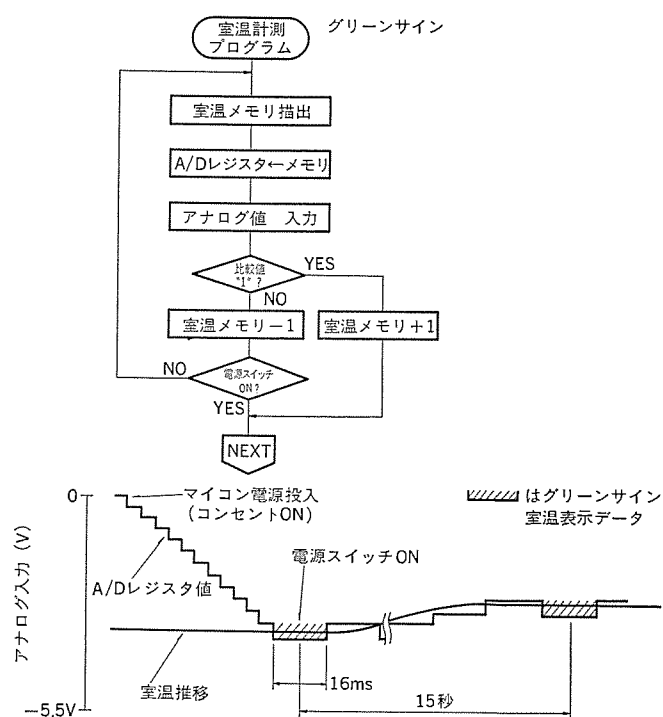 室温計測
プログラム
グリーンサイン
室温メモリ描出
A/Dレジスタ←メモリ
アナログ値 入力
比較値
"1"？
YES
NO
室温メモリー1
室温メモリ+1
NO
電源スイッチ
ON？
YES
NEXT
0
マイコン電源投入
(コンセントON)
はグリーンサイン
室温表示データ
電源スイッチON
A/Dレジスタ値
アナログ入力 (V)
室温推移
16ms
15秒
-5.5V